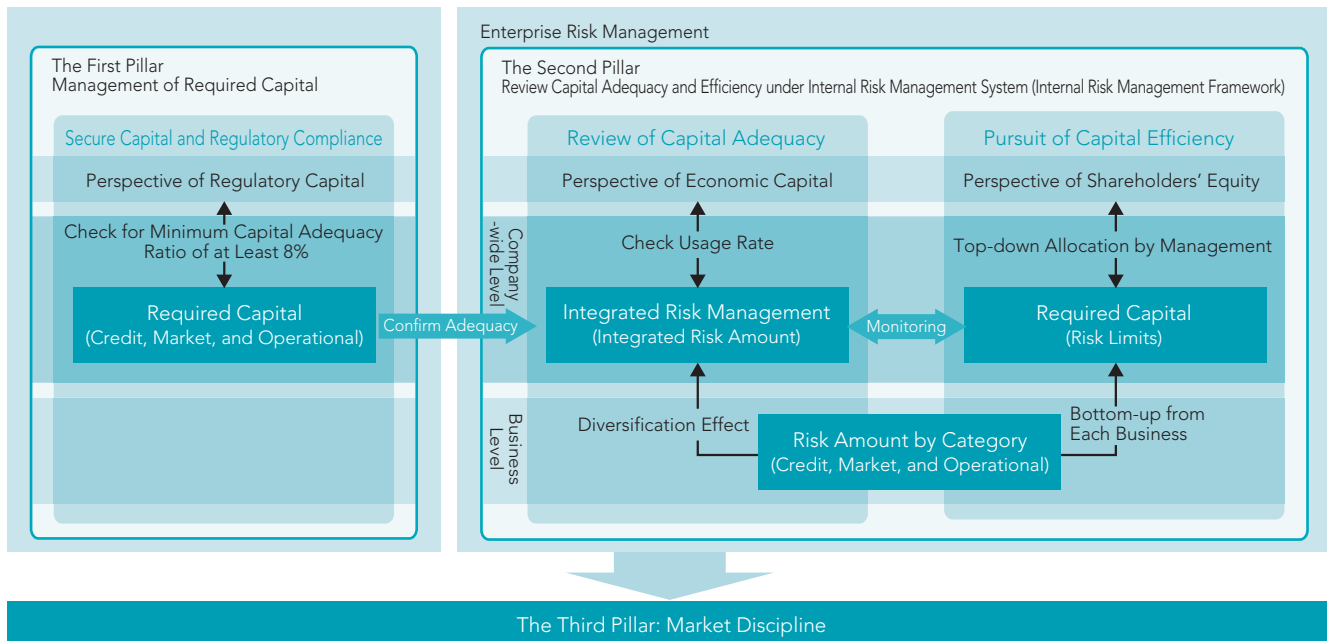 The First Pillar
Management of Required Capital
Secure Capital and Regulatory Compliance
Perspective of Regulatory Capital
Check for Minimum Capital Adequacy
Ratio of at Least 8%
Required Capital
(Credit, Market, and Operational)
Confirm Adequacy
Enterprise Risk Management
The Second Pillar
Review Capital Adequacy and Efficiency under Internal Risk Management System (Internal Risk Management Framework)
Review of Capital Adequacy
Pursuit of Capital Efficiency
Perspective of Economic Capital
Perspective of Shareholders’ Equity
Company
-wide Level
Check Usage Rate
Top-down Allocation by Management
Integrated Risk Management
(Integrated Risk Amount)
Monitoring
Required Capital
(Risk Limits)
Business
Level
Diversification Effect
Risk Amount by Category
(Credit, Market, and Operational)
Bottom-up from
Each Business
The Third Pillar: Market Discipline